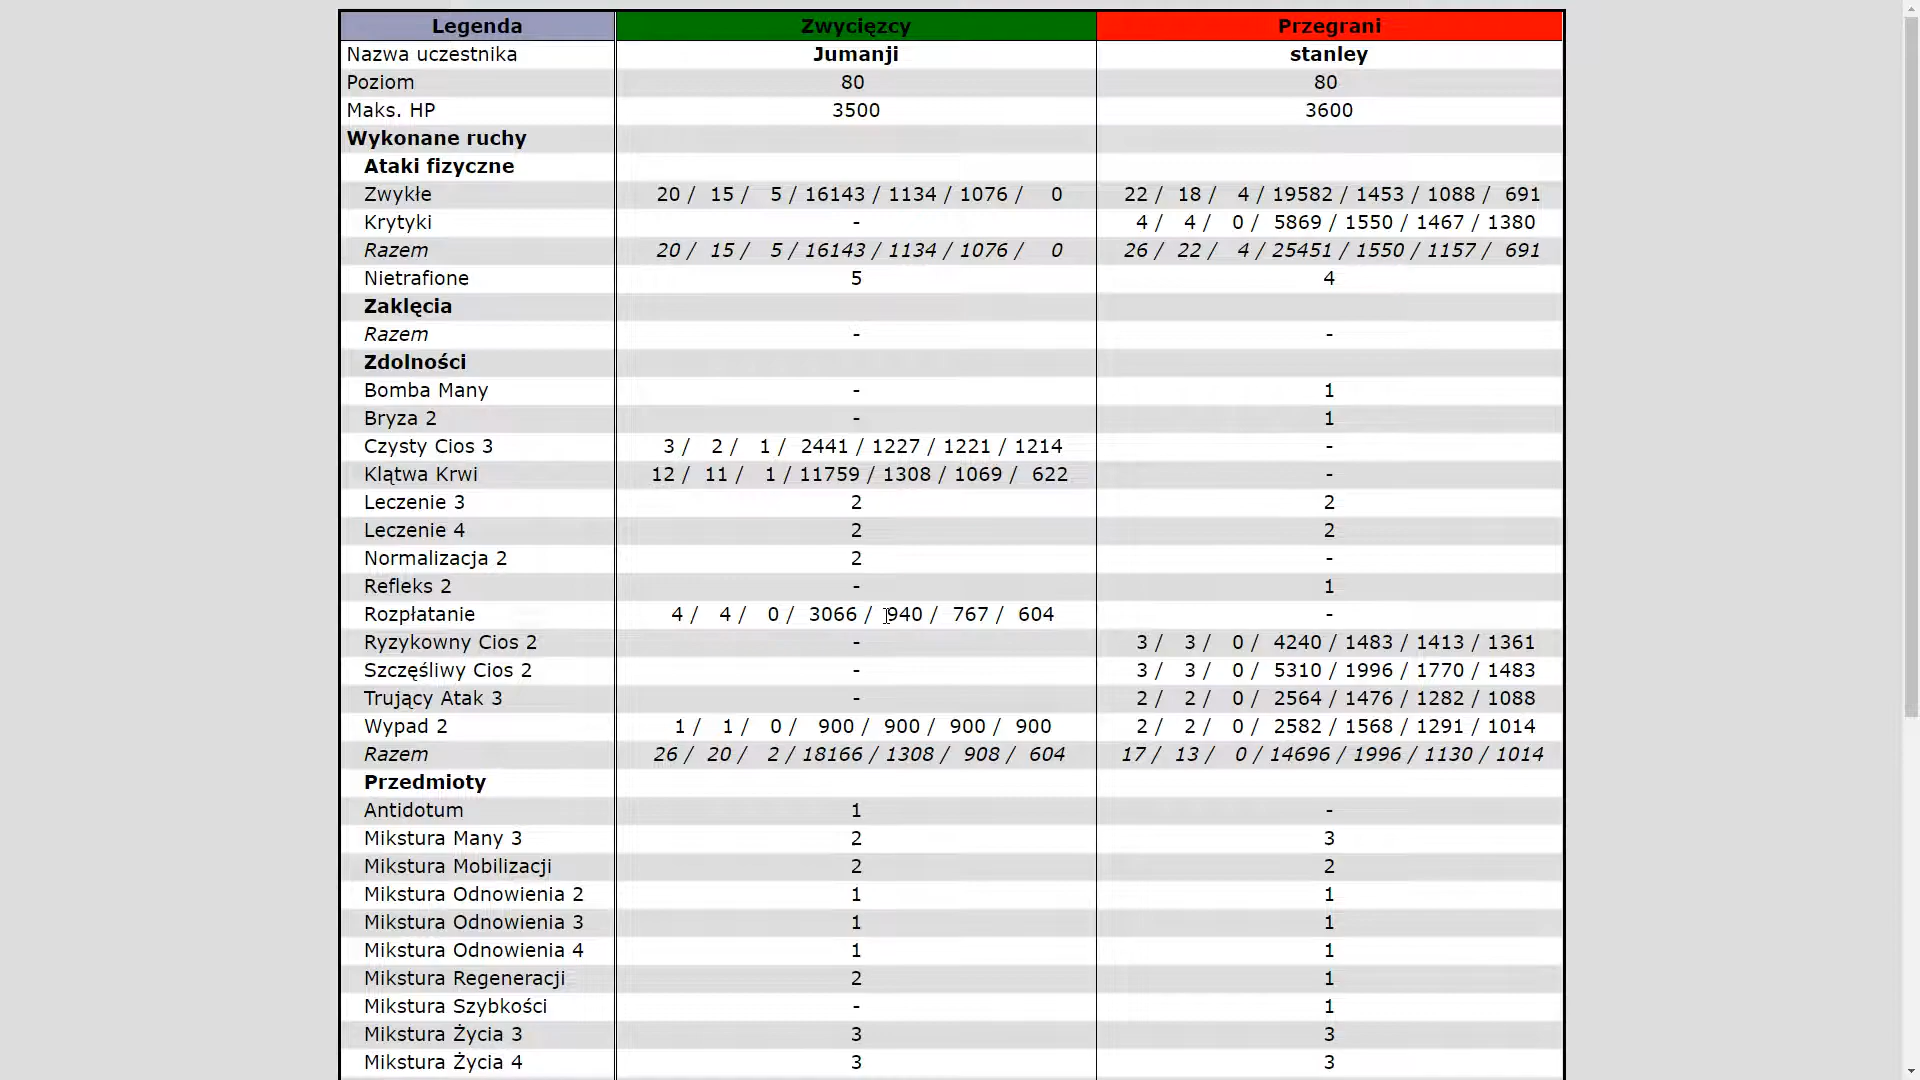 Legenda Zwycięzcy Przegrani
Nazwa uczestnika Jumanji stanley
Poziom 80 80
Maks. HP 3500 3600
Wykonane ruchy
Ataki fizyczne
Zwykłe 20 / 15 / 5 / 16143 / 1134 / 1076 / 0 22 / 18 / 4 / 19582 / 1453 / 1088 / 691
Krytyki - 4 / 4 / 0 / 5869 / 1550 / 1467 / 1380
Razem 20 / 15 / 5 / 16143 / 1134 / 1076 / 0 26 / 22 / 4 / 25451 / 1550 / 1157 / 691
Nietrafione 5 4
Zaklęcia
Razem - -
Zdolności
Bomba Many - 1
Bryza 2 - 1
Czysty Cios 3 3 / 2 / 1 / 2441 / 1227 / 1221 / 1214 -
Klątwa Krwi 12 / 11 / 1 / 11759 / 1308 / 1069 / 622 -
Leczenie 3 2 2
Leczenie 4 2 2
Normalizacja 2 2 -
Refleks 2 - 1
Rozpłatanie 4 / 4 / 0 / 3066 / 940 / 767 / 604 -
Ryzykowny Cios 2 - 3 / 3 / 0 / 4240 / 1483 / 1413 / 1361
Szczęśliwy Cios 2 - 3 / 3 / 0 / 5310 / 1996 / 1770 / 1483
Trujący Atak 3 - 2 / 2 / 0 / 2564 / 1476 / 1282 / 1088
Wypad 2 1 / 1 / 0 / 900 / 900 / 900 / 900 2 / 2 / 0 / 2582 / 1568 / 1291 / 1014
Razem 26 / 20 / 2 / 18166 / 1308 / 908 / 604 17 / 13 / 0 / 14696 / 1996 / 1130 / 1014
Przedmioty
Antidotum 1 -
Mikstura Many 3 2 3
Mikstura Mobilizacji 2 2
Mikstura Odnowienia 2 1 1
Mikstura Odnowienia 3 1 1
Mikstura Odnowienia 4 1 1
Mikstura Regeneracji 2 1
Mikstura Szybkości - 1
Mikstura Życia 3 3 3
Mikstura Życia 4 3 3